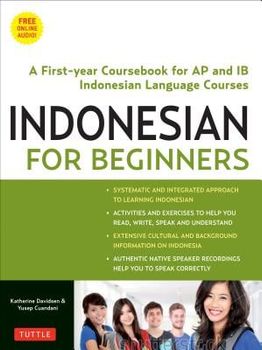 FREE
ONLINE
AUDIO!
A First-year Coursebook for AP and IB
Indonesian Language Courses
INDONESIAN
FOR BEGINNERS
• SYSTEMATIC AND INTEGRATED APPROACH
TO LEARNING INDONESIAN
• ACTIVITIES AND EXERCISES TO HELP YOU
READ, WRITE, SPEAK AND UNDERSTAND
• EXTENSIVE CULTURAL AND BACKGROUND
INFORMATION ON INDONESIA
• AUTHENTIC NATIVE SPEAKER RECORDINGS
HELP YOU TO SPEAK CORRECTLY
Katherine Davidsen &
Yusep Cuandani
TUTTLE